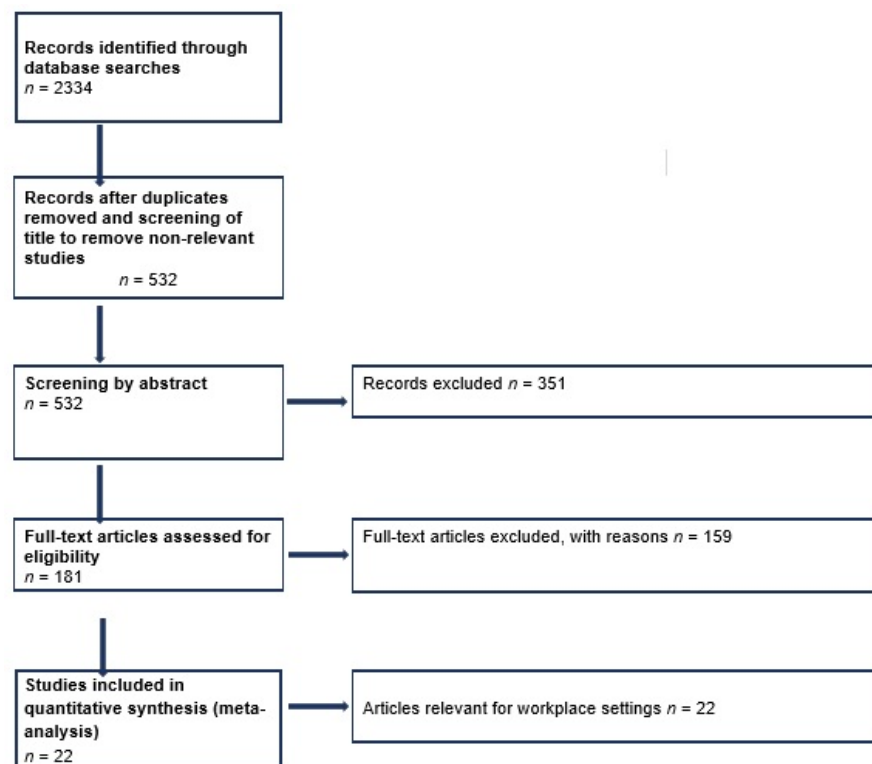 Records identified through
database searches
n = 2334
Records after duplicates
removed and screening of
title to remove non-relevant
studies
n = 532
Screening by abstract
n = 532
Records excluded n = 351
Full-text articles assessed for
eligibility
n = 181
Full-text articles excluded, with reasons n = 159
Studies included in
quantitative synthesis (meta-
analysis)
n = 22
Articles relevant for workplace settings n = 22